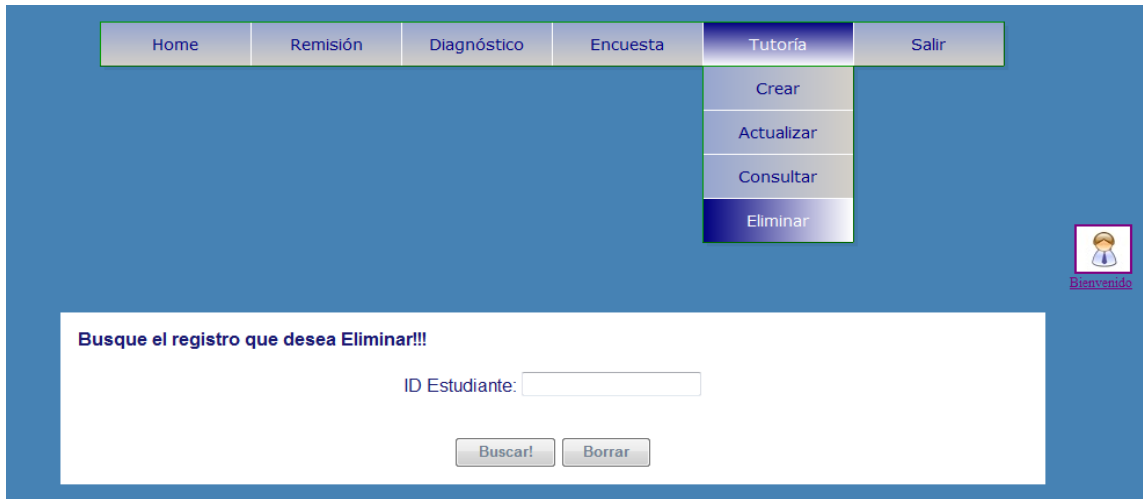 Home Remisión Diagnóstico Encuesta Tutoría Salir
Crear
Actualizar
Consultar
Eliminar
Bienvenido
Busque el registro que desea Eliminar!!!
ID Estudiante:
Buscar! Borrar